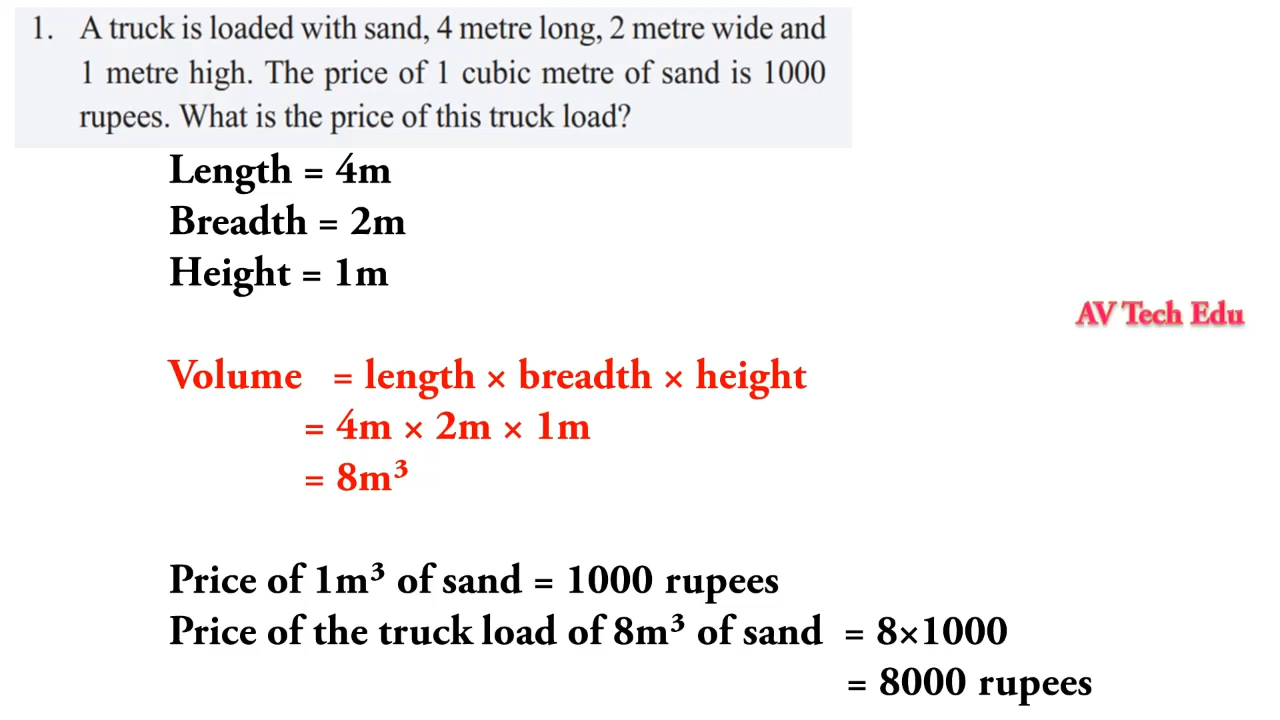 1. A truck is loaded with sand, 4 metre long, 2 metre wide and
1 metre high. The price of 1 cubic metre of sand is 1000
rupees. What is the price of this truck load?
Length = 4m
Breadth = 2m
Height = 1m
AV Tech Edu
Volume = length × breadth × height
= 4m × 2m × 1m
= 8m³
Price of 1m³ of sand = 1000 rupees
Price of the truck load of 8m³ of sand = 8×1000
= 8000 rupees